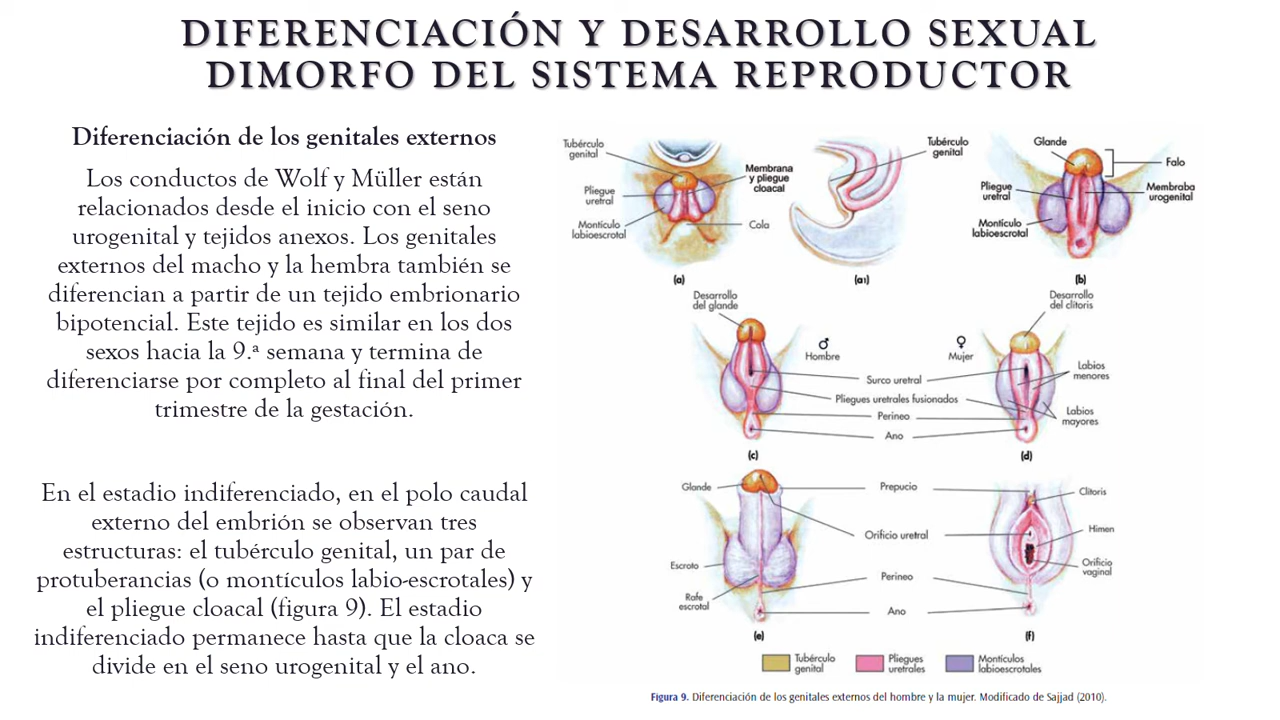 DIFERENCIACIÓN Y DESARROLLO SEXUAL
DIMORFO DEL SISTEMA REPRODUCTOR
Diferenciación de los genitales externos
Los conductos de Wolf y Müller están
relacionados desde el inicio con el seno
urogenital y tejidos anexos. Los genitales
externos del macho y la hembra también se
diferencian a partir de un tejido embrionario
bipotencial. Este tejido es similar en los dos
sexos hacia la 9.ª semana y termina de
diferenciarse por completo al final del primer
trimestre de la gestación.
En el estadio indiferenciado, en el polo caudal
externo del embrión se observan tres
estructuras: el tubérculo genital, un par de
protuberancias (o montículos labio-escrotales) y
el pliegue cloacal (figura 9). El estadio
indiferenciado permanece hasta que la cloaca se
divide en el seno urogenital y el ano.
Tubérculo
genital
Membrana
y pliegue
cloacal
Pliegue
uretral
Montículo
labioescrotal
Cola
(a)
Tubérculo
genital
(a1)
Glande
Falo
Pliegue
uretral
Membraba
urogenital
Montículo
labioescrotal
(b)
Desarrollo
del glande
♂
Hombre
♀
Mujer
Desarrollo
del clítoris
Surco uretral
Pliegues uretrales fusionados
Perineo
Ano
Labios
menores
Labios
mayores
(c)
(d)
Glande
Prepucio
Clitoris
Orificio uretral
Himen
Escroto
Orificio
vaginal
Perineo
Rafe
escrotal
Ano
(e)
(f)
Tubérculo
genital
Pliegues
uretrales
Montículos
labioescrotales
Figura 9. Diferenciación de los genitales externos del hombre y la mujer. Modificado de Sajjad (2010).